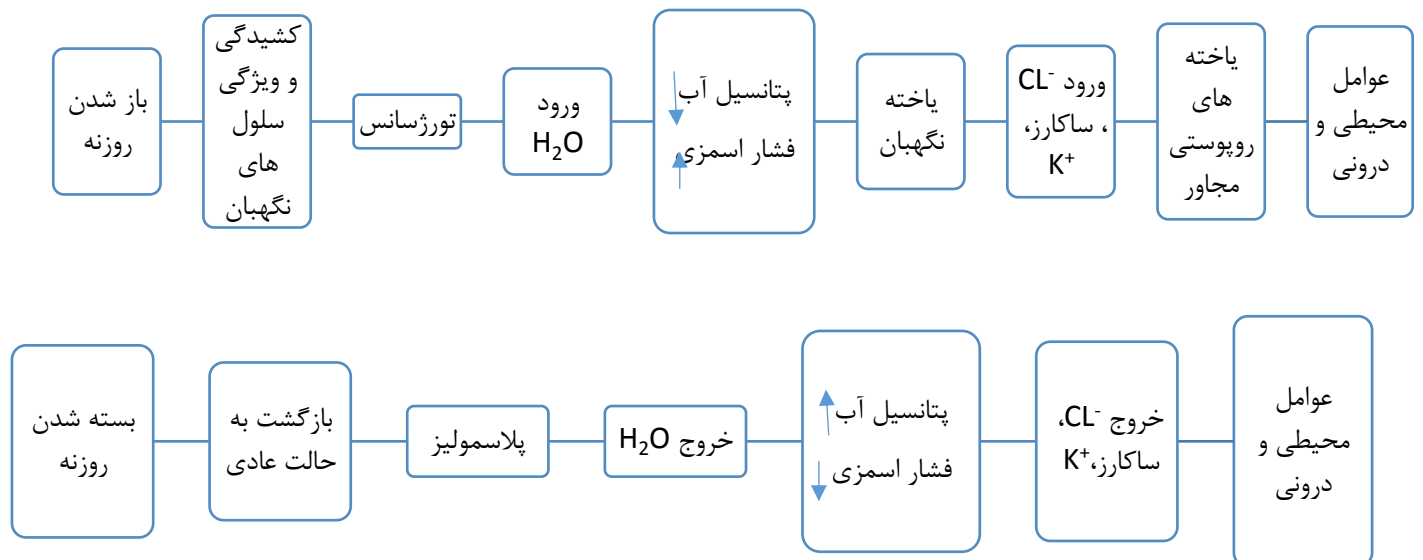 عوامل
محیطی و
درونی
یاخته
های
روپوستی
مجاور
ورود CL⁻
، ساکارز،
K⁺
یاخته
نگهبان
پتانسیل آب
فشار اسمزی
ورود
H₂O
تورژسانس
کشیدگی
و ویژگی
سلول
های
نگهبان
باز شدن
روزنه
عوامل
محیطی و
درونی
خروج CL⁻،
ساکارز،K⁺
پتانسیل آب
فشار اسمزی
خروج H₂O
پلاسمولیز
بازگشت به
حالت عادی
بسته شدن
روزنه